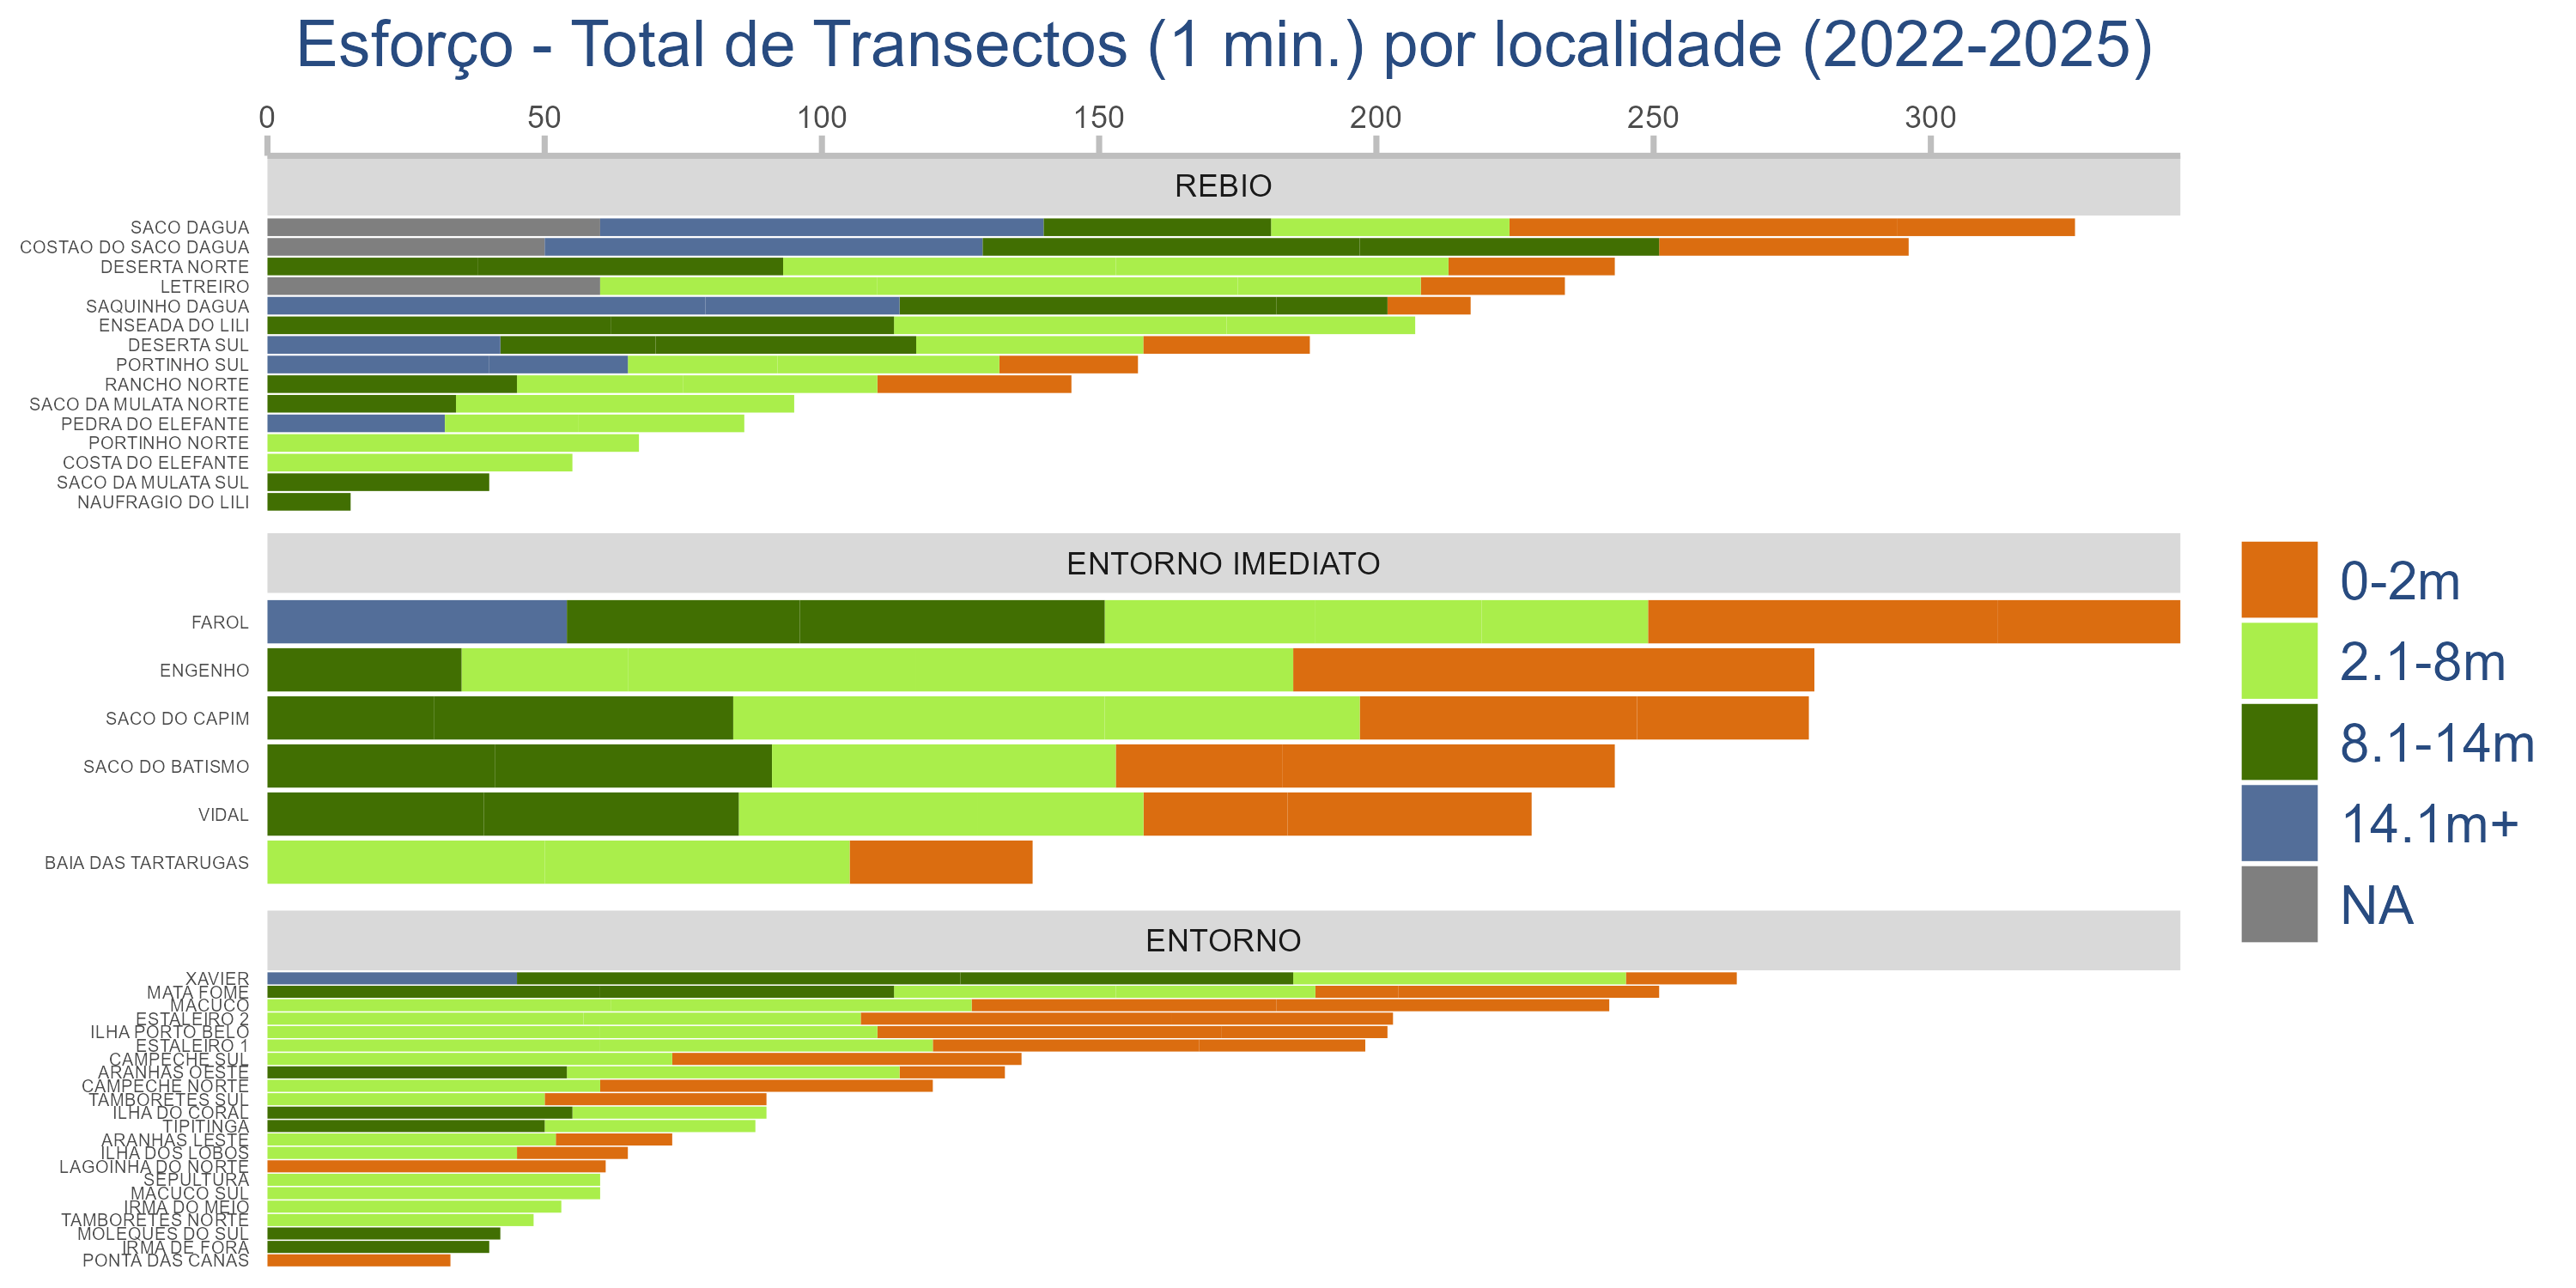 Esforço - Total de Transectos (1 min.) por localidade (2022-2025)
0 50 100 150 200 250 300
REBIO
SACO DAGUA
COSTAO DO SACO DAGUA
DESERTA NORTE
LETREIRO
SAQUINHO DAGUA
ENSEADA DO LILI
DESERTA SUL
PORTINHO SUL
RANCHO NORTE
SACO DA MULATA NORTE
PEDRA DO ELEFANTE
PORTINHO NORTE
COSTA DO ELEFANTE
SACO DA MULATA SUL
NAUFRAGIO DO LILI
ENTORNO IMEDIATO
FAROL
ENGENHO
SACO DO CAPIM
SACO DO BATISMO
VIDAL
BAIA DAS TARTARUGAS
ENTORNO
XAVIER
MATA FOME
MACUCO
ESTALEIRO 2
ILHA PORTO BELO
ESTALEIRO 1
CAMPECHE SUL
ARANHAS OESTE
CAMPECHE NORTE
TAMBORETES SUL
ILHA DO CORAL
TIPITINGA
ARANHAS LESTE
ILHA DOS LOBOS
LAGOINHA DO NORTE
SEPULTURA
MACUCO SUL
IRMA DO MEIO
TAMBORETES NORTE
MOLEQUES DO SUL
IRMA DE FORA
PONTA DAS CANAS
0-2m
2.1-8m
8.1-14m
14.1m+
NA